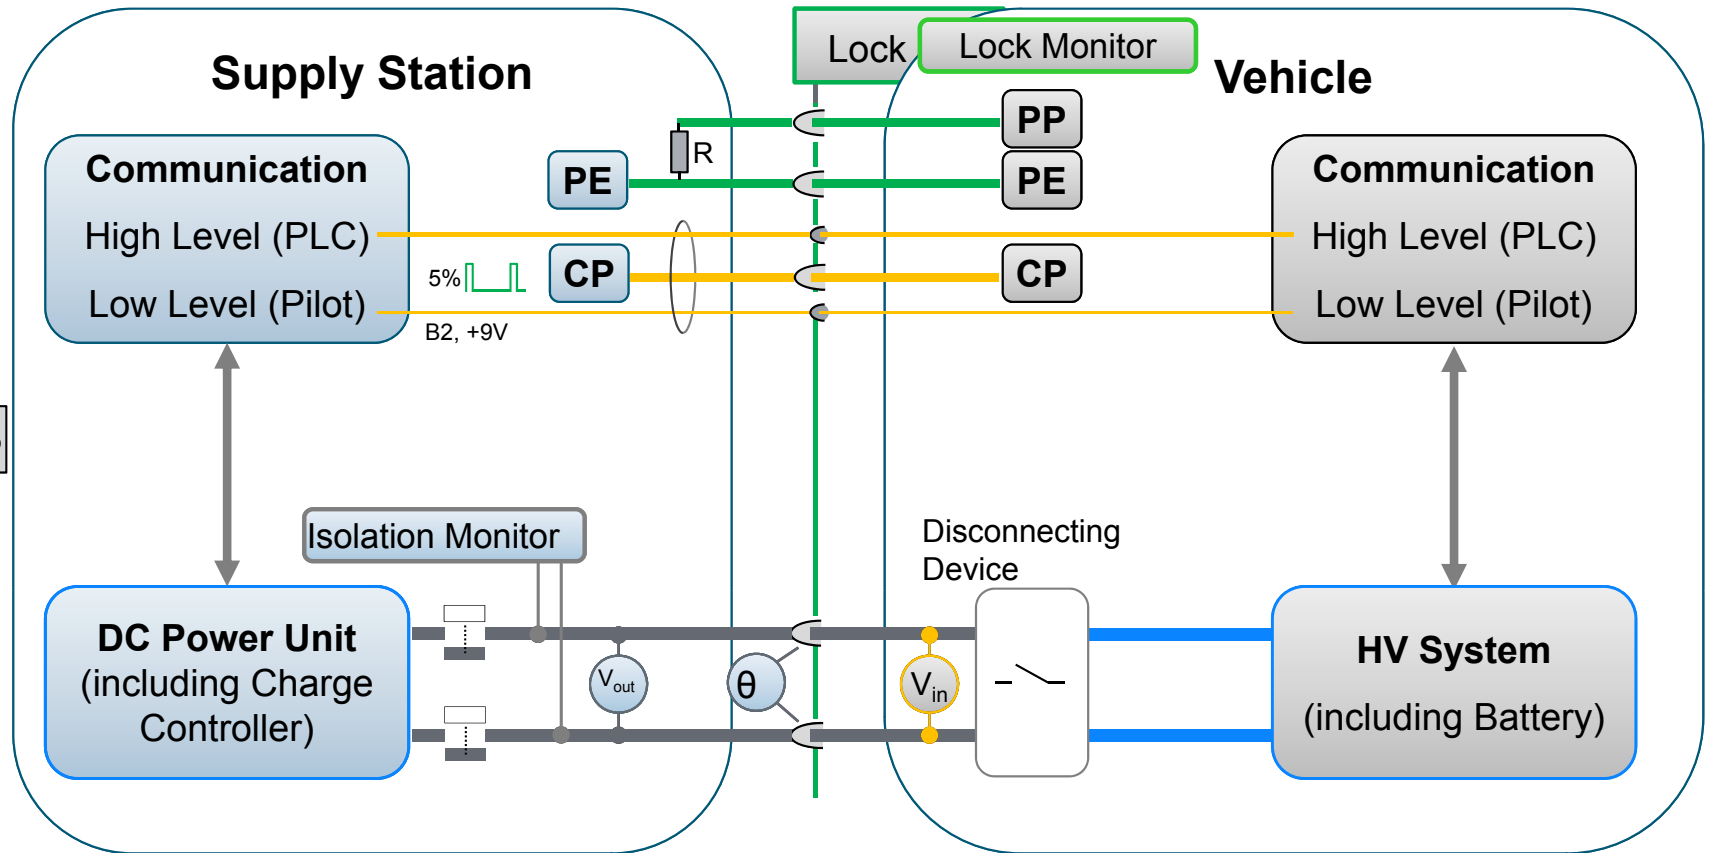 Lock
Lock Monitor
Supply Station
Vehicle
PP
R
PE
PE
Communication
High Level (PLC)
Low Level (Pilot)
5%
CP
CP
B2, +9V
Communication
High Level (PLC)
Low Level (Pilot)
Isolation Monitor
Disconnecting
Device
DC Power Unit
(including Charge
Controller)
Vout
θ
Vin
HV System
(including Battery)